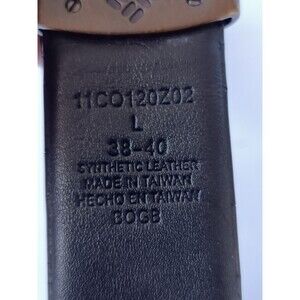 11CO120Z02
L
38-40
SYNTHETIC LEATHER
MADE IN TAIWAN
HECHO EN TAIWAN
BOGB